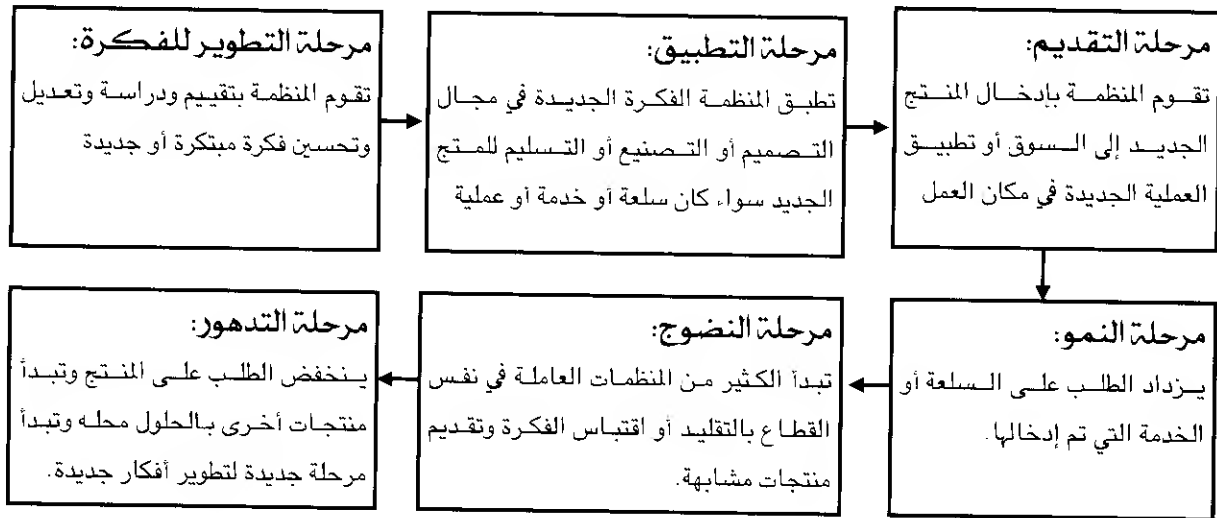 مرحلة التطوير للفكرة:
تقوم المنظمة بتقييم ودراسة وتعديل
وتحسين فكرة مبتكرة أو جديدة
مرحلة التطبيق:
تطبق المنظمة الفكرة الجديدة في مجال
التصميم أو التصنيع أو التسليم للمتج
الجديد سواء كان سلعة أو خدمة أو عملية
مرحلة التقديم:
تقوم المنظمة بإدخال المنتج
الجديد إلى السوق أو تطبيق
العملية الجديدة في مكان العمل
مرحلة النمو:
يزداد الطلب على السلعة أو
الخدمة التي تم إدخالها.
مرحلة النضوج:
تبدأ الكثير من المنظمات العاملة في نفس
القطاع بالتقليد أو اقتباس الفكرة وتقديم
منتجات مشابهة.
مرحلة التدهور:
ينخفض الطلب على المنتج وتبدأ
منتجات أخرى بالحلول محله وتبدأ
مرحلة جديدة لتطوير أفكار جديدة.